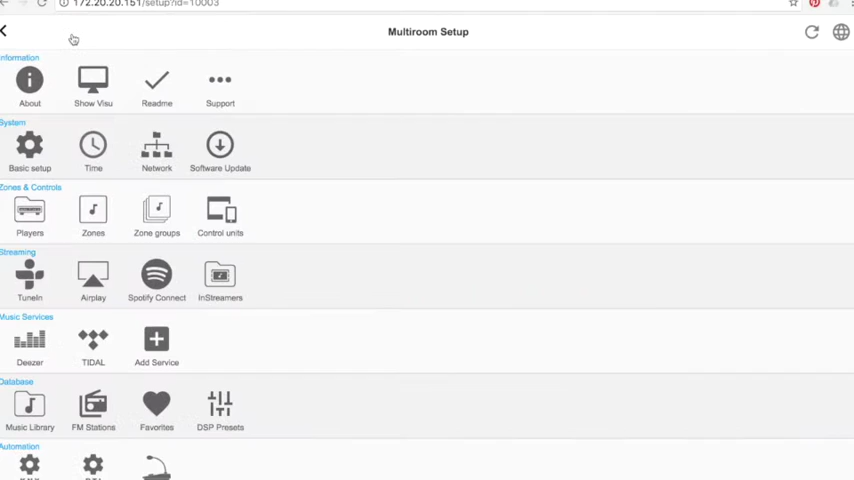 172.20.20.151/setup?id=10003
Multiroom Setup
Information
About Show Visu Readme Support
System
Basic setup Time Network Software Update
Zones & Controls
Players Zones Zone groups Control units
Streaming
TuneIn Airplay Spotify Connect InStreamers
Music Services
Deezer TIDAL Add Service
Database
Music Library FM Stations Favorites DSP Presets
Automation